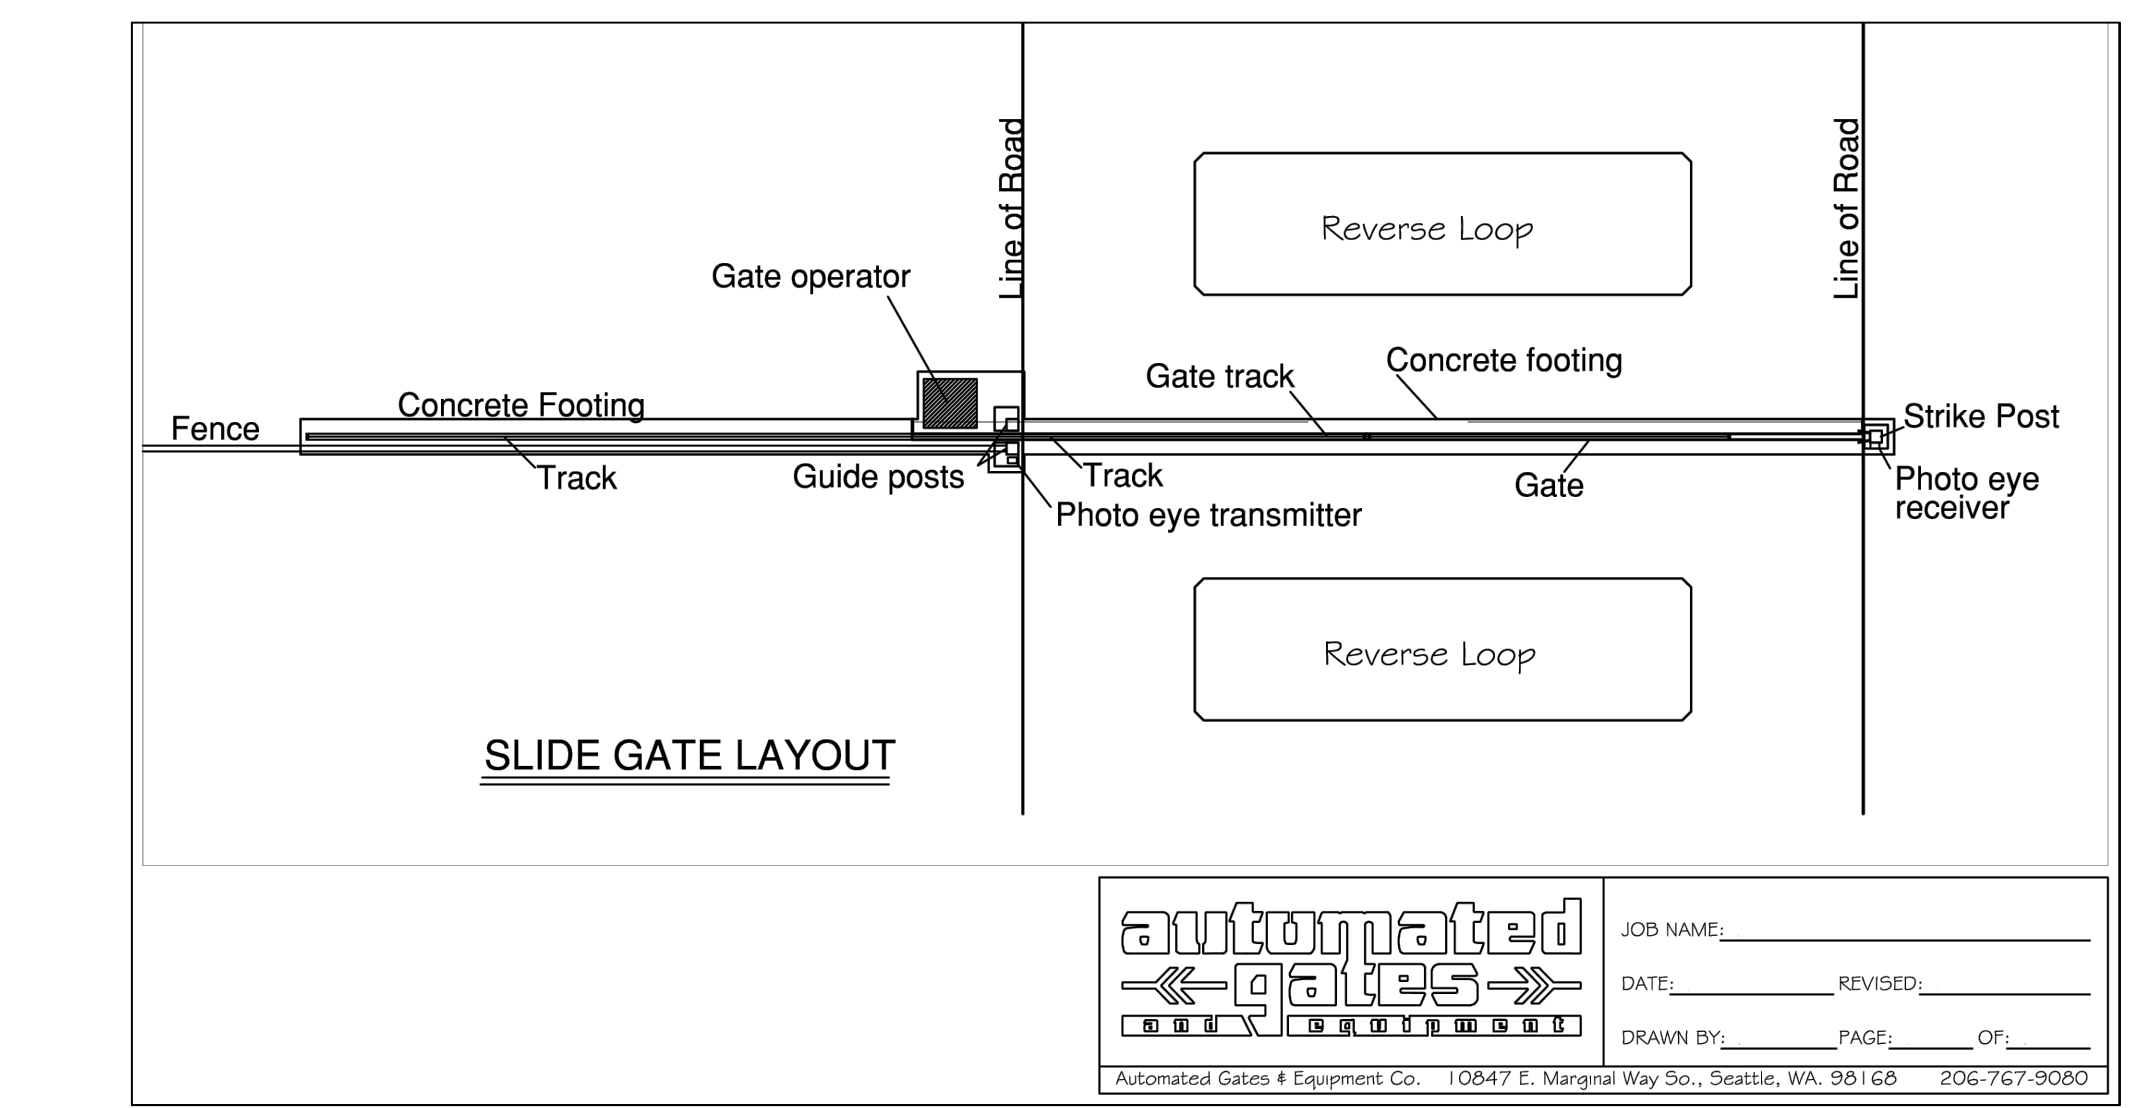 Line of Road
Line of Road
Reverse Loop
Gate operator
Concrete footing
Gate track
Concrete Footing
Fence
Strike Post
Track
Guide posts
Track
Gate
Photo eye
receiver
Photo eye transmitter
Reverse Loop
SLIDE GATE LAYOUT
automated
gates
and equipment
JOB NAME:
DATE: REVISED:
DRAWN BY: PAGE: OF:
Automated Gates & Equipment Co. 10847 E. Marginal Way So., Seattle, WA. 98168 206-767-9080